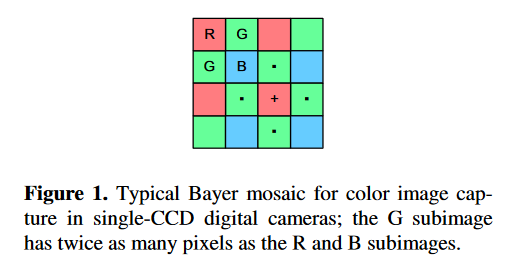 R G
G B ▪
▪ + ▪
▪
Figure 1. Typical Bayer mosaic for color image cap-
ture in single-CCD digital cameras; the G subimage
has twice as many pixels as the R and B subimages.